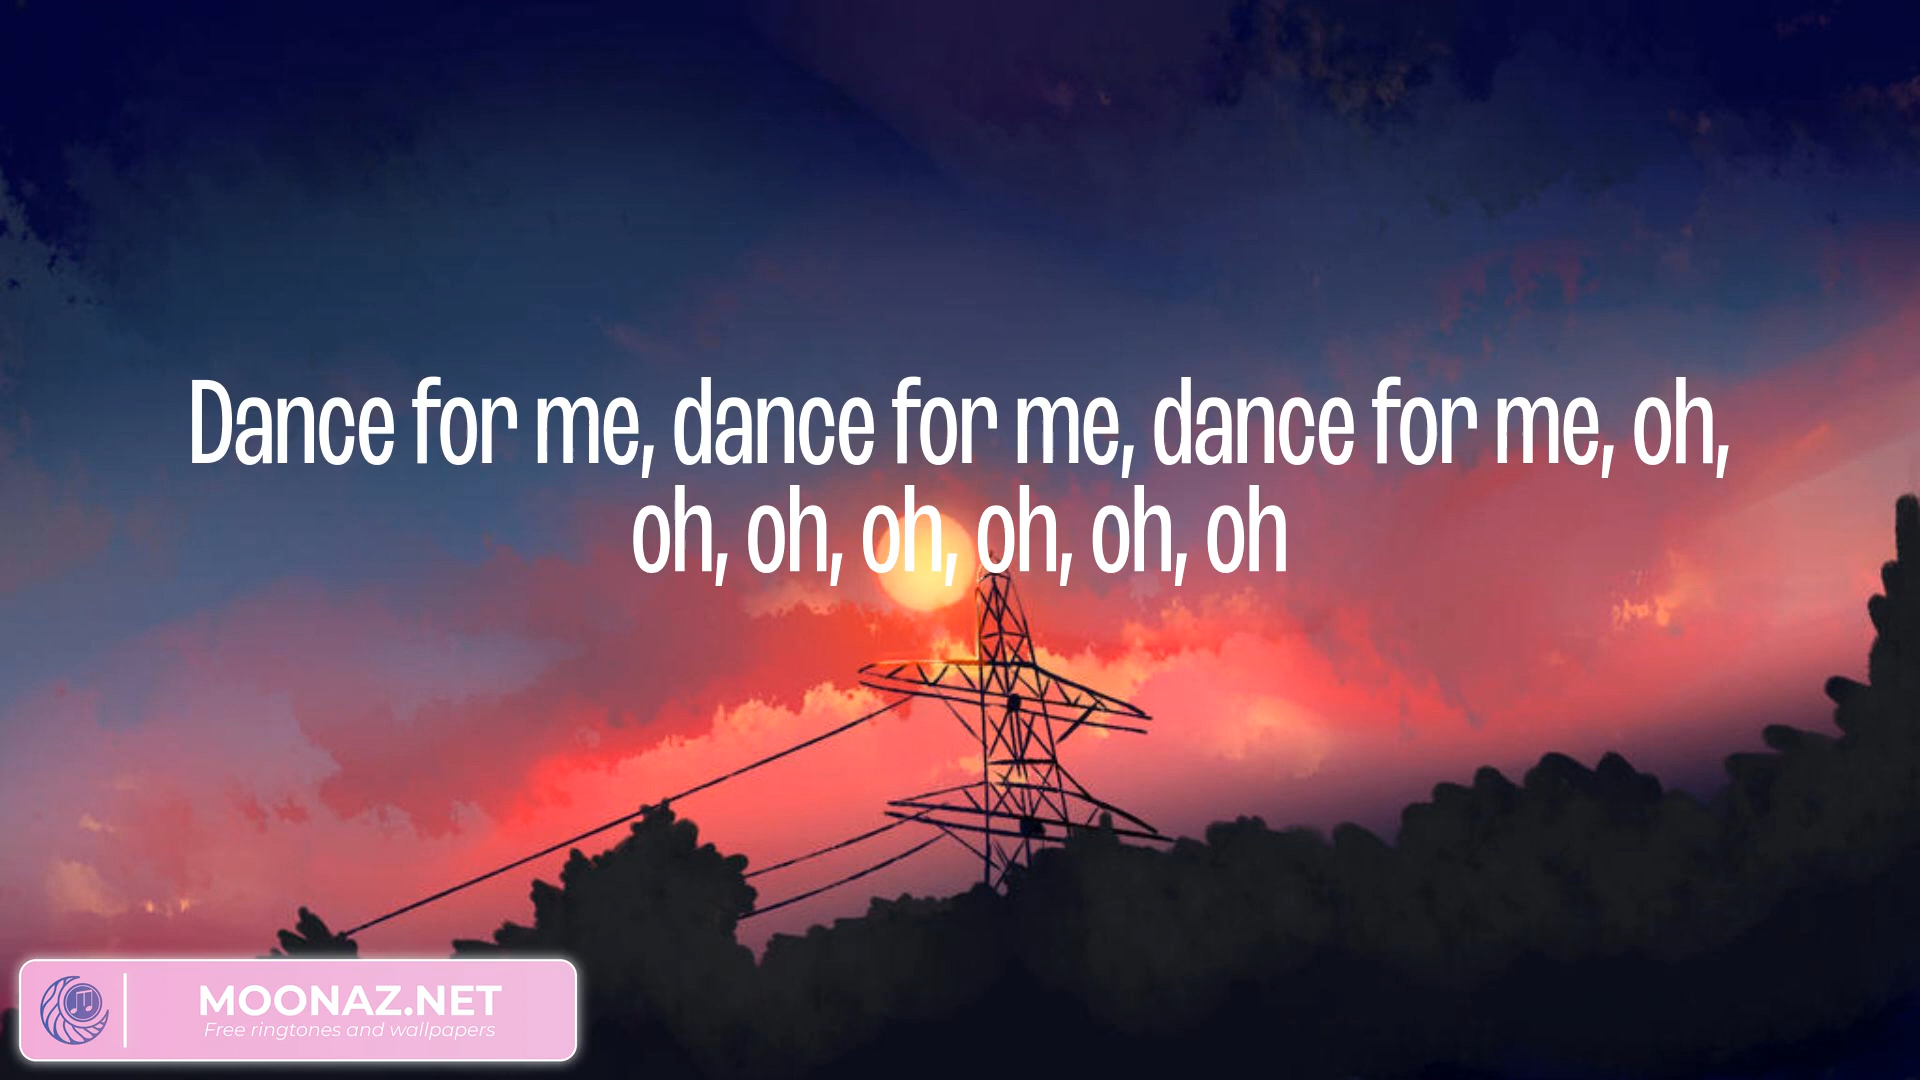 Dance for me, dance for me, dance for me, oh,
oh, oh, oh, oh, oh, oh
MOONAZ.NET
Free ringtones and wallpapers